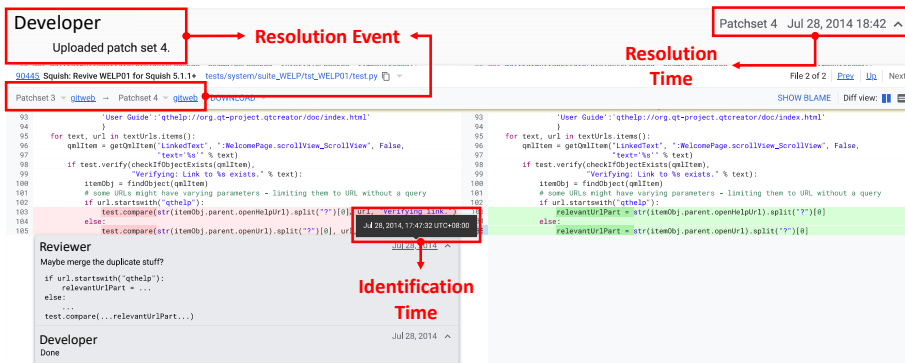 Developer
Uploaded patch set 4.
Resolution Event
Patchset 4 Jul 28, 2014 18:42
Resolution
Time
90445 Squish: Revive WELP01 for Squish 5.1.1+ tests/system/suite_WELP/tst_WELP01/test.py
File 2 of 2 Prev Up Next
Patchset 3 gitweb → Patchset 4 gitweb DOWNLOAD
SHOW BLAME Diff view:
93 'User Guide':'qthelp://org.qt-project.qtcreator/doc/index.html'
94 }
95 for text, url in textUrls.items():
96 qmlItem = getQmlItem("LinkedText", ":WelcomePage.scrollView_ScrollView", False,
97 "text='%s'" % text)
98 if test.verify(checkIfObjectExists(qmlItem),
99 "Verifying: Link to %s exists." % text):
100 itemObj = findObject(qmlItem)
101 # some URLs might have varying parameters - limiting them to URL without a query
102 if url.startswith("qthelp"):
103 test.compare(str(itemObj.parent.openHelpUrl).split("?")[0], url, "Verifying link.")
104 else:
105 test.compare(str(itemObj.parent.openUrl).split("?")[0], url
93 'User Guide':'qthelp://org.qt-project.qtcreator/doc/index.html'
94 }
95 for text, url in textUrls.items():
96 qmlItem = getQmlItem("LinkedText", ":WelcomePage.scrollView_ScrollView", False,
97 "text='%s'" % text)
98 if test.verify(checkIfObjectExists(qmlItem),
99 "Verifying: Link to %s exists." % text):
100 itemObj = findObject(qmlItem)
101 # some URLs might have varying parameters - limiting them to URL without a query
102 if url.startswith("qthelp"):
relevantUrlPart = str(itemObj.parent.openHelpUrl).split("?")[0]
else:
relevantUrlPart = str(itemObj.parent.openUrl).split("?")[0]
Jul 28, 2014, 17:47:32 UTC+08:00
Reviewer
Jul 28, 2014
Maybe merge the duplicate stuff?
if url.startswith("qthelp"):
relevantUrlPart = ...
else:
...
test.compare(...relevantUrlPart...)
Identification
Time
Developer
Jul 28, 2014
Done